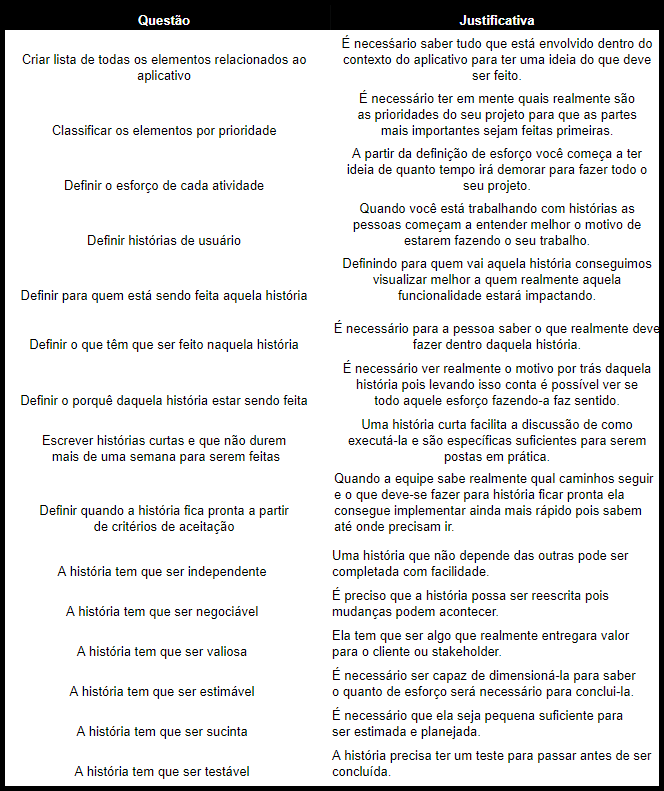 Questão Justificativa
Criar lista de todas os elementos relacionados ao
aplicativo
É necesśario saber tudo que está envolvido dentro do
contexto do aplicativo para ter uma ideia do que deve
ser feito.
Classificar os elementos por prioridade
É necessário ter em mente quais realmente são
as prioridades do seu projeto para que as partes
mais importantes sejam feitas primeiras.
Definir o esforço de cada atividade
A partir da definição de esforço você começa a ter
ideia de quanto tempo irá demorar para fazer todo o
seu projeto.
Definir histórias de usuário
Quando você está trabalhando com histórias as
pessoas começam a entender melhor o motivo de
estarem fazendo o seu trabalho.
Definir para quem está sendo feita aquela história
Definindo para quem vai aquela história conseguimos
visualizar melhor a quem realmente aquela
funcionalidade estará impactando.
Definir o que têm que ser feito naquela história
É necessário para a pessoa saber o que realmente deve
fazer dentro daquela história.
Definir o porquê daquela história estar sendo feita
É necessário ver realmente o motivo por trás daquela
história pois levando isso conta é possível ver se
todo aquele esforço fazendo-a faz sentido.
Escrever histórias curtas e que não durem
mais de uma semana para serem feitas
Uma história curta facilita a discussão de como
executá-la e são específicas suficientes para serem
postas em prática.
Definir quando a história fica pronta a partir
de critérios de aceitação
Quando a equipe sabe realmente qual caminhos seguir
e o que deve-se fazer para história ficar pronta ela
consegue implementar ainda mais rápido pois sabem
até onde precisam ir.
A história tem que ser independente
Uma história que não depende das outras pode ser
completada com facilidade.
A história tem que ser negociável
É preciso que a história possa ser reescrita pois
mudanças podem acontecer.
A história tem que ser valiosa
Ela tem que ser algo que realmente entregara valor
para o cliente ou stakeholder.
A história tem que ser estimável
É necessário ser capaz de dimensioná-la para saber
o quanto de esforço será necessário para conclui-la.
A história tem que ser sucinta
É necessário que ela seja pequena suficiente para
ser estimada e planejada.
A história tem que ser testável
A história precisa ter um teste para passar antes de ser
concluída.